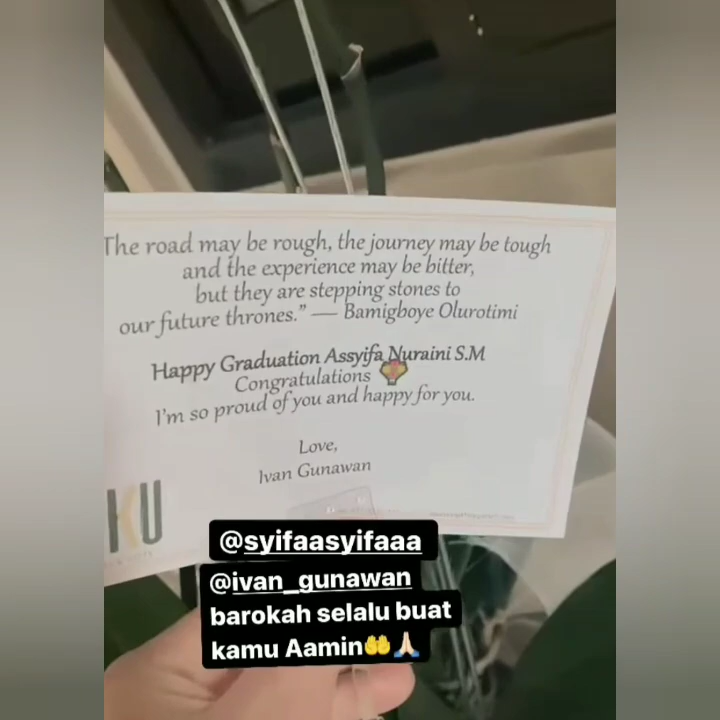 The road may be rough, the journey may be tough
and the experience may be bitter,
but they are stepping stones to
our future thrones." — Bamigboye Olurotimi
Happy Graduation Assyifa Nuraini S.M
Congratulations
I'm so proud of you and happy for you.
Love,
Ivan Gunawan
KU
@syifaasyifaaa
@ivan_gunawan
barokah selalu buat
kamu Aamin🤲🙏🏻